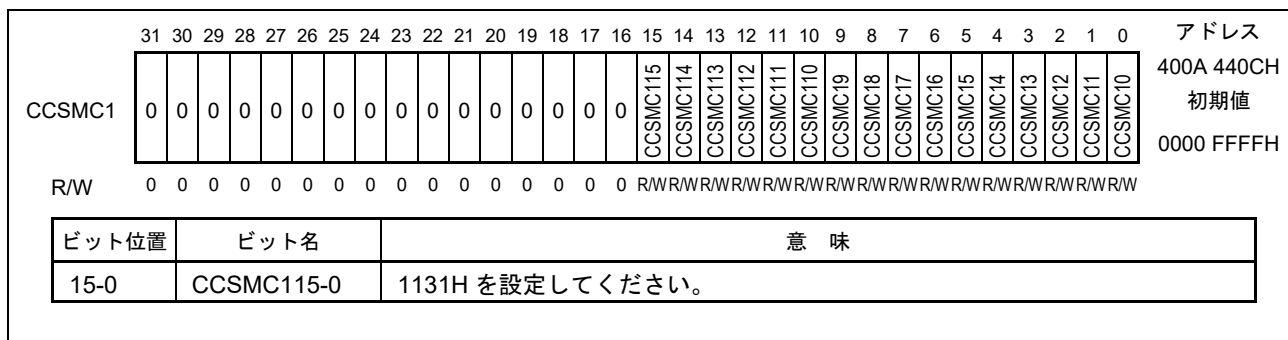 31 30 29 28 27 26 25 24 23 22 21 20 19 18 17 16 15 14 13 12 11 10 9 8 7 6 5 4 3 2 1 0 アドレス
CCSMC1 0 0 0 0 0 0 0 0 0 0 0 0 0 0 0 0 CCSMC115 CCSMC114 CCSMC113 CCSMC112 CCSMC111 CCSMC110 CCSMC19 CCSMC18 CCSMC17 CCSMC16 CCSMC15 CCSMC14 CCSMC13 CCSMC12 CCSMC11 CCSMC10 400A 440CH
初期値
0000 FFFFH
R/W 0 0 0 0 0 0 0 0 0 0 0 0 0 0 0 0 R/W R/W R/W R/W R/W R/W R/W R/W R/W R/W R/W R/W R/W R/W R/W R/W
ビット位置 ビット名 意 味
15-0 CCSMC115-0 1131H を設定してください。